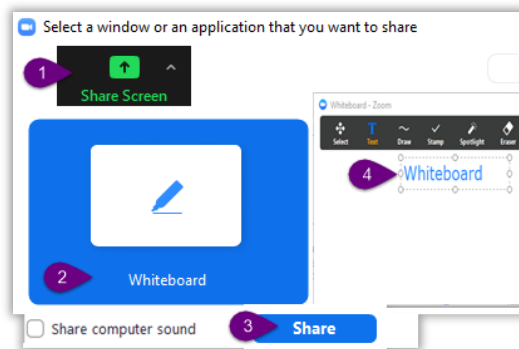 Select a window or an application that you want to share
1
Share Screen
Whiteboard - Zoom
Select Text Draw Stamp Spotlight Eraser
4 Whiteboard
2 Whiteboard
Share computer sound 3 Share